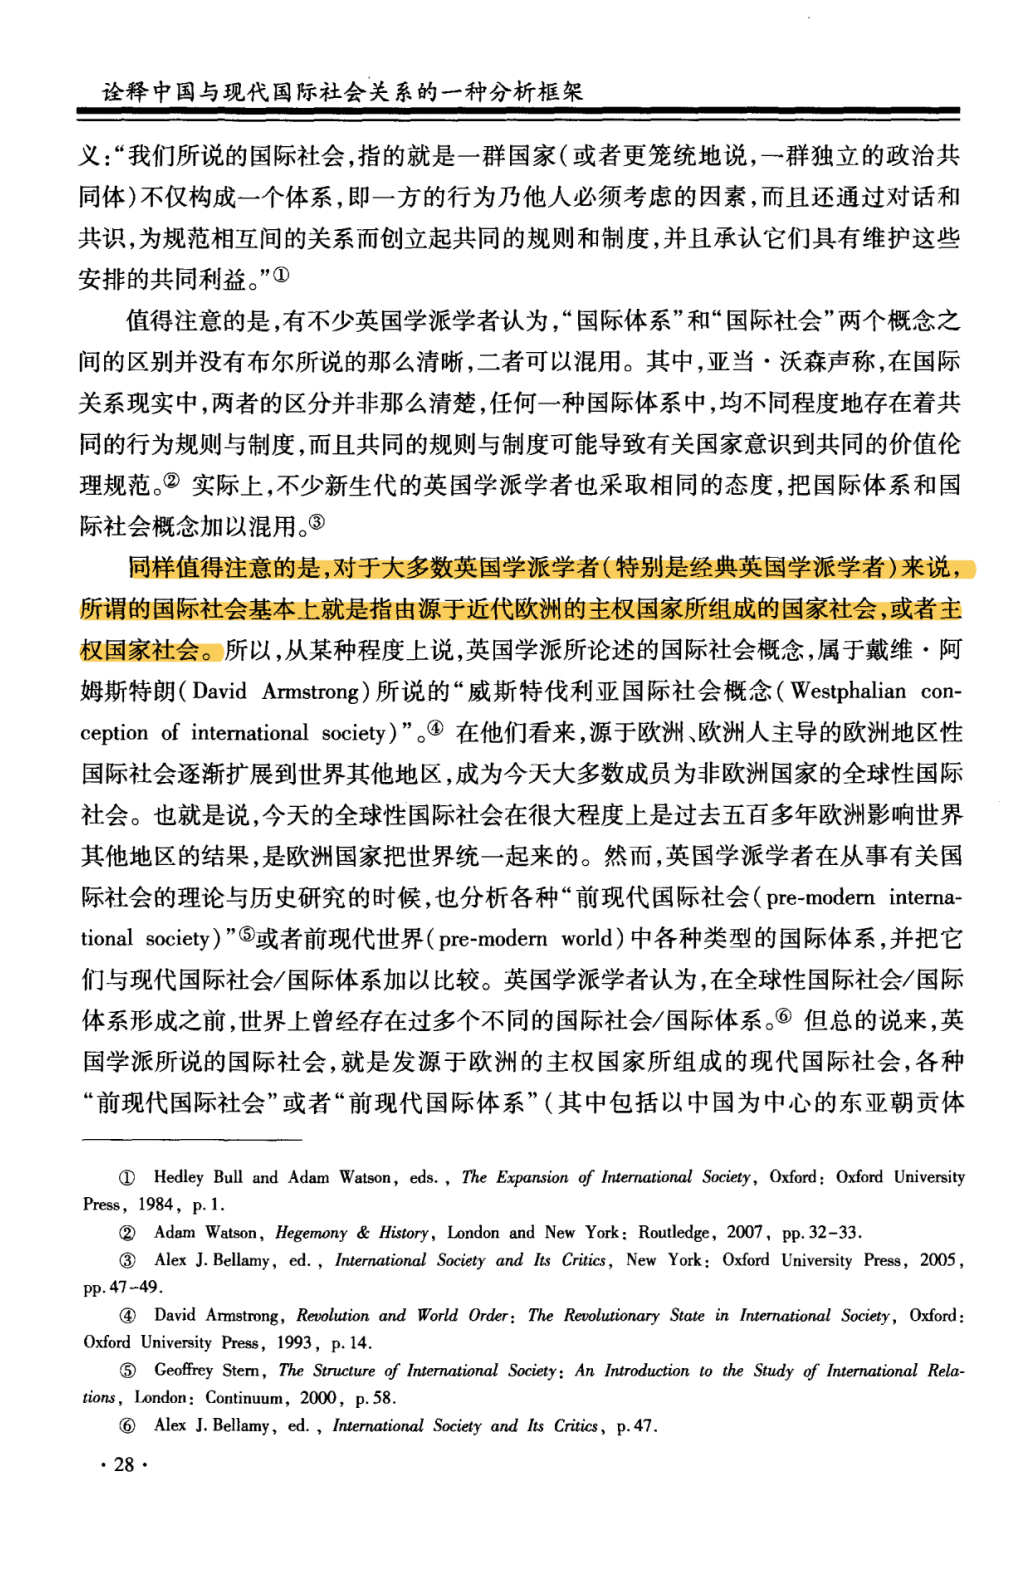 诠释中国与现代国际社会关系的一种分析框架
义:“我们所说的国际社会,指的就是一群国家(或者更笼统地说,一群独立的政治共
同体)不仅构成一个体系,即一方的行为乃他人必须考虑的因素,而且还通过对话和
共识,为规范相互间的关系而创立起共同的规则和制度,并且承认它们具有维护这些
安排的共同利益。”①
值得注意的是,有不少英国学派学者认为,“国际体系”和“国际社会”两个概念之
间的区别并没有布尔所说的那么清晰,二者可以混用。其中,亚当·沃森声称,在国际
关系现实中,两者的区分并非那么清楚,任何一种国际体系中,均不同程度地存在着共
同的行为规则与制度,而且共同的规则与制度可能导致有关国家意识到共同的价值伦
理规范。② 实际上,不少新生代的英国学派学者也采取相同的态度,把国际体系和国
际社会概念加以混用。③
同样值得注意的是,对于大多数英国学派学者(特别是经典英国学派学者)来说,
所谓的国际社会基本上就是指由源于近代欧洲的主权国家所组成的国家社会,或者主
权国家社会。所以,从某种程度上说,英国学派所论述的国际社会概念,属于戴维·阿
姆斯特朗(David Armstrong)所说的“威斯特伐利亚国际社会概念(Westphalian con-
ception of international society)”。④ 在他们看来,源于欧洲、欧洲人主导的欧洲地区性
国际社会逐渐扩展到世界其他地区,成为今天大多数成员为非欧洲国家的全球性国际
社会。也就是说,今天的全球性国际社会在很大程度上是过去五百多年欧洲影响世界
其他地区的结果,是欧洲国家把世界统一起来的。然而,英国学派学者在从事有关国
际社会的理论与历史研究的时候,也分析各种“前现代国际社会(pre-modern interna-
tional society)”⑤或者前现代世界(pre-modern world)中各种类型的国际体系,并把它
们与现代国际社会/国际体系加以比较。英国学派学者认为,在全球性国际社会/国际
体系形成之前,世界上曾经存在过多个不同的国际社会/国际体系。⑥ 但总的说来,英
国学派所说的国际社会,就是发源于欧洲的主权国家所组成的现代国际社会,各种
“前现代国际社会”或者“前现代国际体系”(其中包括以中国为中心的东亚朝贡体
① Hedley Bull and Adam Watson, eds. , The Expansion of International Society, Oxford: Oxford University
Press, 1984, p. 1.
② Adam Watson, Hegemony & History, London and New York: Routledge, 2007, pp. 32-33.
③ Alex J. Bellamy, ed. , International Society and Its Critics, New York: Oxford University Press, 2005,
pp. 47-49.
④ David Armstrong, Revolution and World Order: The Revolutionary State in International Society, Oxford:
Oxford University Press, 1993, p. 14.
⑤ Geoffrey Stern, The Structure of International Society: An Introduction to the Study of International Rela-
tions, London: Continuum, 2000, p. 58.
⑥ Alex J. Bellamy, ed. , International Society and Its Critics, p. 47.
· 28 ·